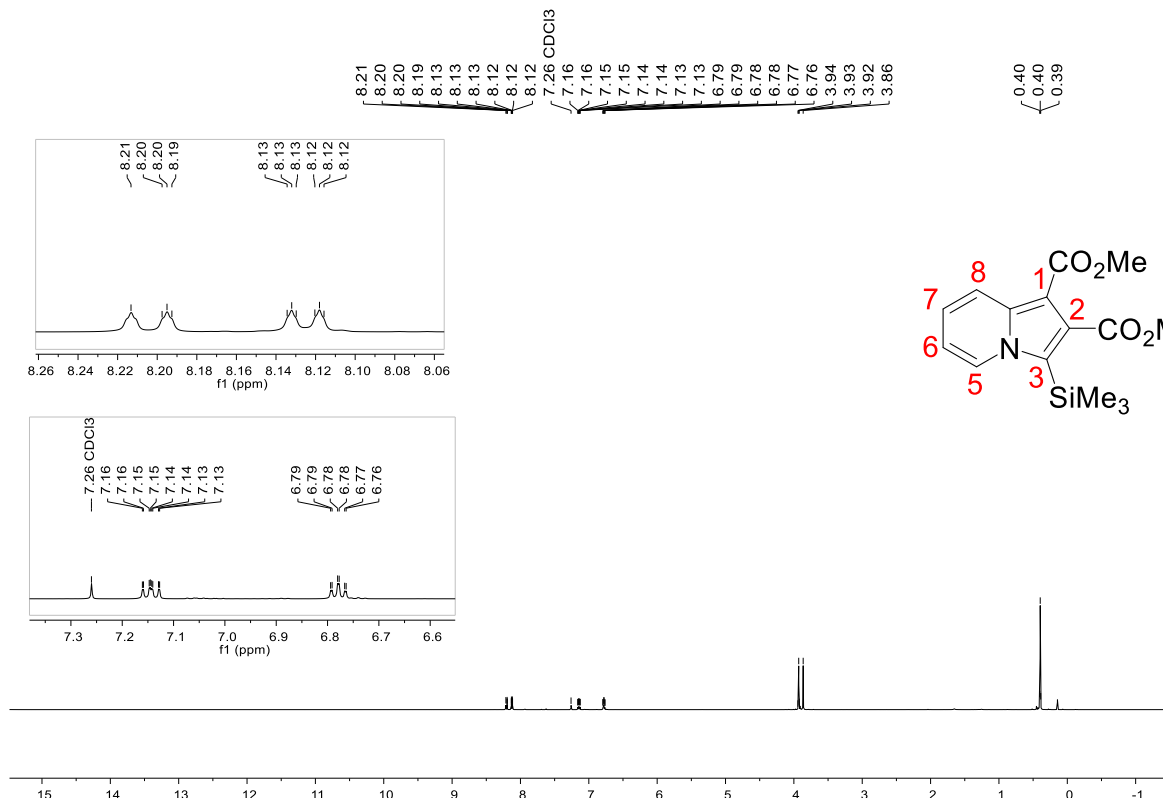 8.21 8.20 8.20 8.19 8.13 8.13 8.13 8.12 8.12 8.12 7.26 CDCl3 7.16 7.16 7.15 7.15 7.14 7.14 7.13 7.13 6.79 6.79 6.78 6.78 6.77 6.76 3.94 3.93 3.92 3.86 0.40 0.40 0.39
8.21 8.20 8.20 8.19 8.13 8.13 8.13 8.12 8.12 8.12
8.26 8.24 8.22 8.20 8.18 8.16 8.14 8.12 8.10 8.08 8.06
f1 (ppm)
CO2Me
8 1
7 2
CO2M
6 N
5 3
SiMe3
7.26 CDCl3 7.16 7.16 7.15 7.15 7.14 7.14 7.13 7.13 6.79 6.79 6.78 6.78 6.77 6.76
7.3 7.2 7.1 7.0 6.9 6.8 6.7 6.6
f1 (ppm)
15 14 13 12 11 10 9 8 7 6 5 4 3 2 1 0 -1